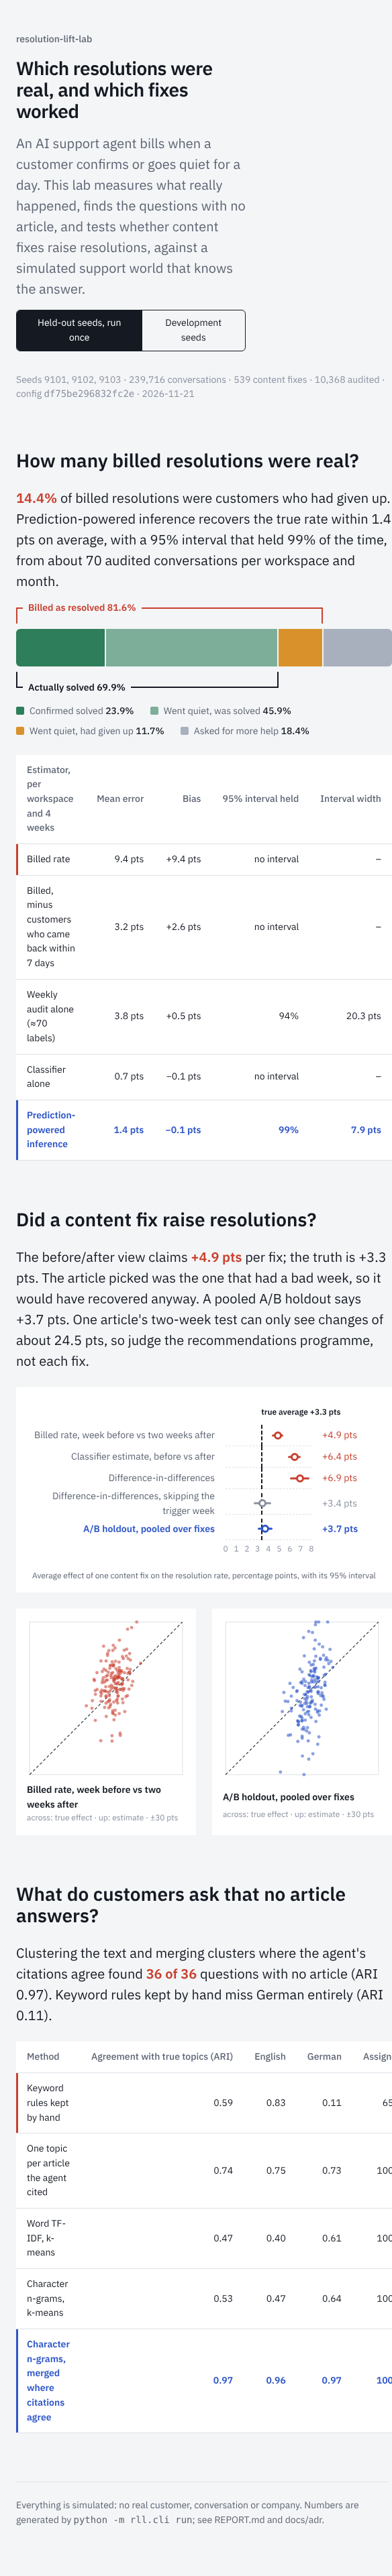 resolution-lift-lab
Which resolutions were
real, and which fixes
worked
An AI support agent bills when a
customer confirms or goes quiet for a
day. This lab measures what really
happened, finds the questions with no
article, and tests whether content
fixes raise resolutions, against a
simulated support world that knows
the answer.
Held-out seeds, run
once
Development
seeds
Seeds 9101, 9102, 9103 · 239,716 conversations · 539 content fixes · 10,368 audited ·
config df75be296832fc2e · 2026-11-21
How many billed resolutions were real?
14.4% of billed resolutions were customers who had given up.
Prediction-powered inference recovers the true rate within 1.4
pts on average, with a 95% interval that held 99% of the time,
from about 70 audited conversations per workspace and
month.
Billed as resolved 81.6%
Actually solved 69.9%
Confirmed solved 23.9% Went quiet, was solved 45.9%
Went quiet, had given up 11.7% Asked for more help 18.4%
Estimator,
per
workspace
and 4
weeks
Mean error Bias 95% interval held Interval width
Billed rate 9.4 pts +9.4 pts no interval –
Billed,
minus
customers
who came
back within
7 days
3.2 pts +2.6 pts no interval –
Weekly
audit alone
(≈70
labels)
3.8 pts +0.5 pts 94% 20.3 pts
Classifier
alone
0.7 pts −0.1 pts no interval –
Prediction-
powered
inference
1.4 pts −0.1 pts 99% 7.9 pts
Did a content fix raise resolutions?
The before/after view claims +4.9 pts per fix; the truth is +3.3
pts. The article picked was the one that had a bad week, so it
would have recovered anyway. A pooled A/B holdout says
+3.7 pts. One article's two-week test can only see changes of
about 24.5 pts, so judge the recommendations programme,
not each fix.
true average +3.3 pts
Billed rate, week before vs two weeks after +4.9 pts
Classifier estimate, before vs after +6.4 pts
Difference-in-differences +6.9 pts
Difference-in-differences, skipping the
trigger week
+3.4 pts
A/B holdout, pooled over fixes +3.7 pts
0 1 2 3 4 5 6 7 8
Average effect of one content fix on the resolution rate, percentage points, with its 95% interval
Billed rate, week before vs two
weeks after
across: true effect · up: estimate · ±30 pts
A/B holdout, pooled over fixes
across: true effect · up: estimate · ±30 pts
What do customers ask that no article
answers?
Clustering the text and merging clusters where the agent's
citations agree found 36 of 36 questions with no article (ARI
0.97). Keyword rules kept by hand miss German entirely (ARI
0.11).
Method Agreement with true topics (ARI) English German Assign
Keyword
rules kept
by hand
0.59 0.83 0.11 65
One topic
per article
the agent
cited
0.74 0.75 0.73 100
Word TF-
IDF, k-
means
0.47 0.40 0.61 100
Character
n-grams,
k-means
0.53 0.47 0.64 100
Character
n-grams,
merged
where
citations
agree
0.97 0.96 0.97 100
Everything is simulated: no real customer, conversation or company. Numbers are
generated by python -m rll.cli run; see REPORT.md and docs/adr.